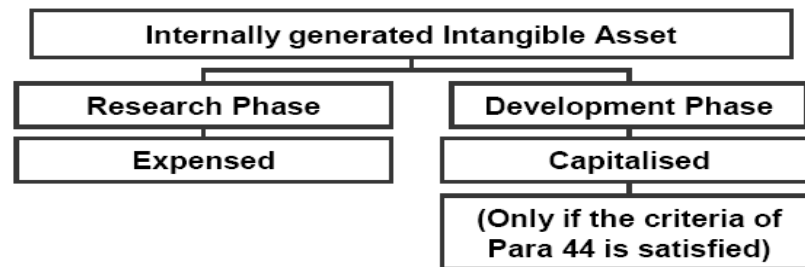 Internally generated Intangible Asset
Research Phase
Expensed
Development Phase
Capitalised
(Only if the criteria of
Para 44 is satisfied)